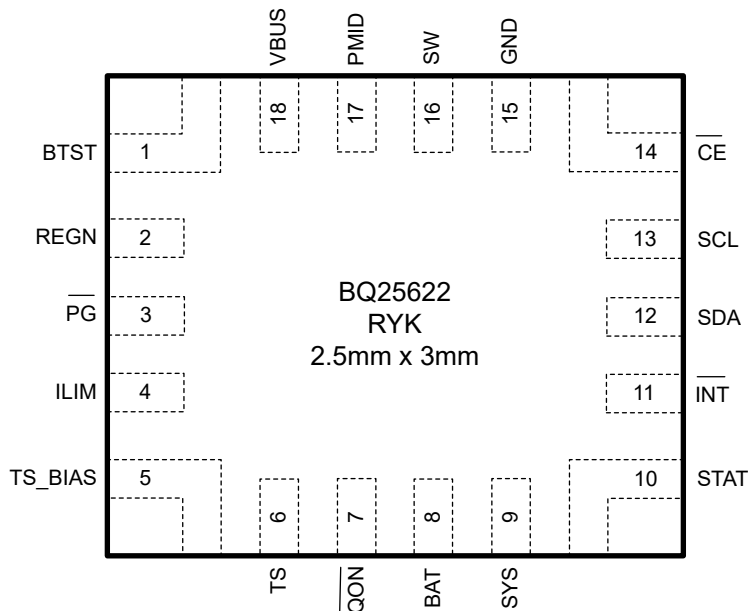 VBUS
PMID
SW
GND
18
17
16
15
BTST
1
14
CE
REGN
2
13
SCL
BQ25622
RYK
2.5mm x 3mm
PG
3
12
SDA
ILIM
4
11
INT
TS_BIAS
5
10
STAT
6
7
8
9
TS
QON
BAT
SYS